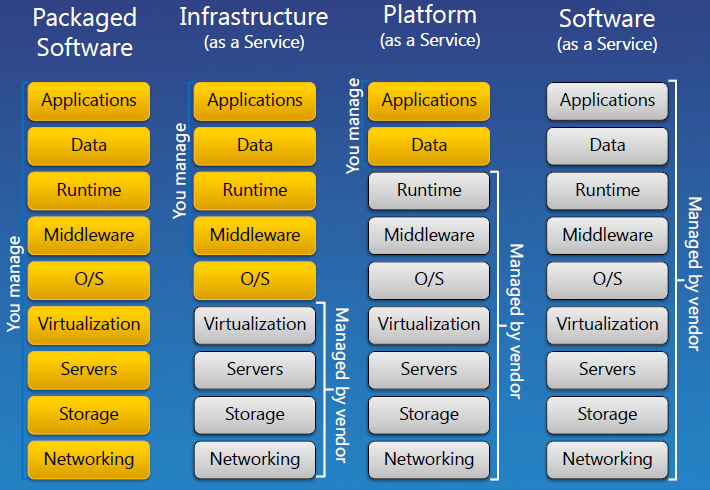 Packaged
Software
You manage
Applications
Data
Runtime
Middleware
O/S
Virtualization
Servers
Storage
Networking
Infrastructure
(as a Service)
You manage
Applications
Data
Runtime
Middleware
O/S
Virtualization
Servers
Storage
Networking
Managed by vendor
Platform
(as a Service)
You manage
Applications
Data
Runtime
Middleware
O/S
Virtualization
Servers
Storage
Networking
Managed by vendor
Software
(as a Service)
Applications
Data
Runtime
Middleware
O/S
Virtualization
Servers
Storage
Networking
Managed by vendor